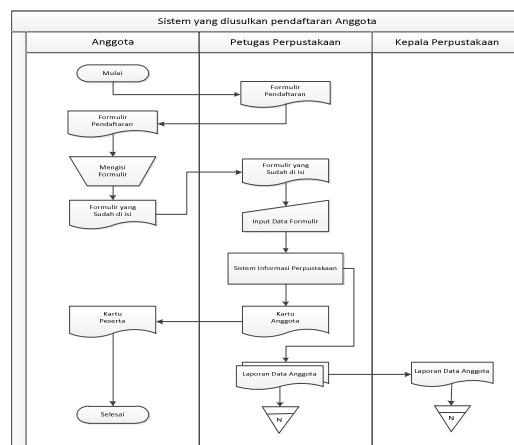 Sistem yang diusulkan pendaftaran Anggota
Anggota
Petugas Perpustakaan
Kepala Perpustakaan
Mulai
Formulir
Pendaftaran
Formulir
Pendaftaran
Mengisi
Formulir
Formulir yang
Sudah di isi
Formulir yang
Sudah di isi
Input Data Formulir
Sistem Informasi Perpustakaan
Kartu
Peserta
Kartu
Anggota
Laporan Data Anggota
Laporan Data Anggota
Selesai
N
N